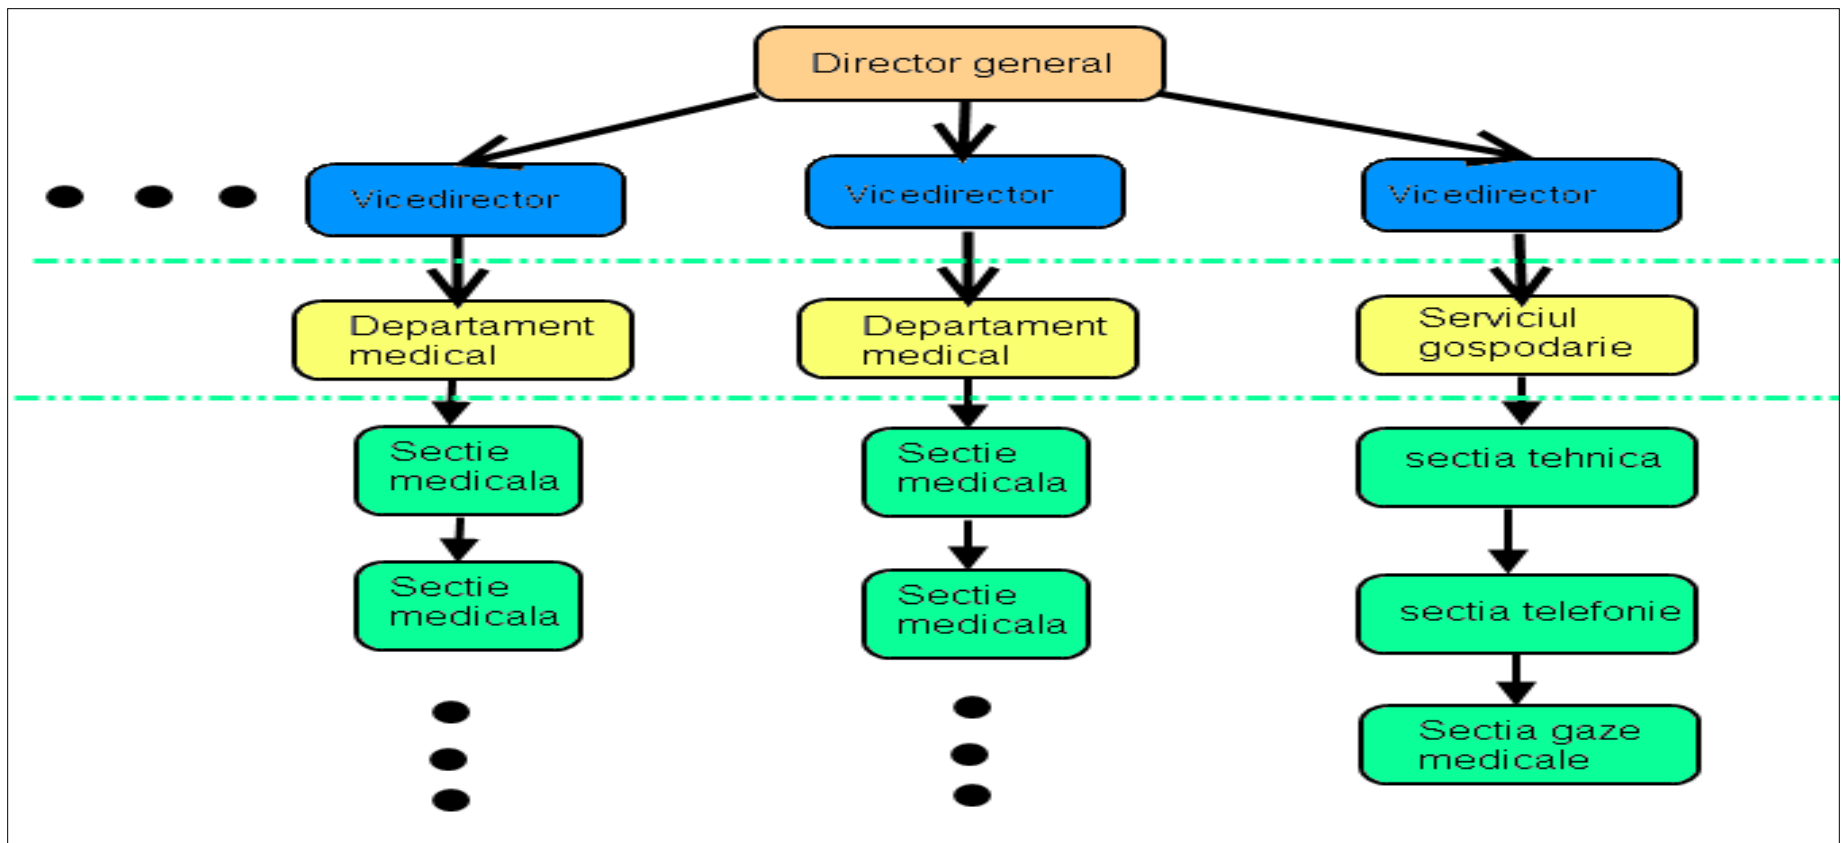 Director general
Vicedirector
Vicedirector
Vicedirector
Departament
medical
Departament
medical
Serviciul
gospodarie
Sectie
medicala
Sectie
medicala
sectia tehnica
Sectie
medicala
Sectie
medicala
sectia telefonie
Sectia gaze
medicale